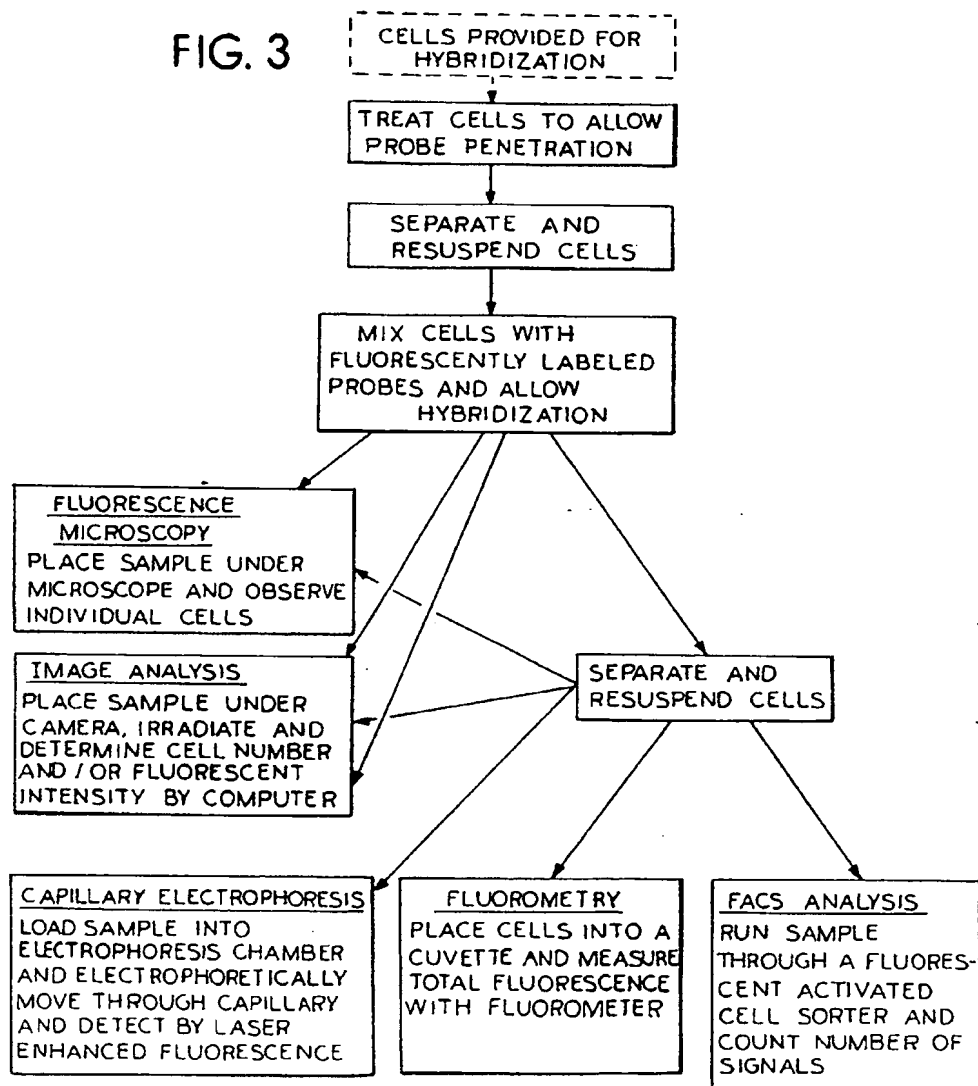 FIG. 3
CELLS PROVIDED FOR
HYBRIDIZATION
TREAT CELLS TO ALLOW
PROBE PENETRATION
SEPARATE AND
RESUSPEND CELLS
MIX CELLS WITH
FLUORESCENTLY LABELED
PROBES AND ALLOW
HYBRIDIZATION
FLUORESCENCE
MICROSCOPY
PLACE SAMPLE UNDER
MICROSCOPE AND OBSERVE
INDIVIDUAL CELLS
IMAGE ANALYSIS
PLACE SAMPLE UNDER
CAMERA, IRRADIATE AND
DETERMINE CELL NUMBER
AND / OR FLUORESCENT
INTENSITY BY COMPUTER
SEPARATE AND
RESUSPEND CELLS
CAPILLARY ELECTROPHORESIS
LOAD SAMPLE INTO
ELECTROPHORESIS CHAMBER
AND ELECTROPHORETICALLY
MOVE THROUGH CAPILLARY
AND DETECT BY LASER
ENHANCED FLUORESCENCE
FLUOROMETRY
PLACE CELLS INTO A
CUVETTE AND MEASURE
TOTAL FLUORESCENCE
WITH FLUOROMETER
FACS ANALYSIS
RUN SAMPLE
THROUGH A FLUORES-
CENT ACTIVATED
CELL SORTER AND
COUNT NUMBER OF
SIGNALS